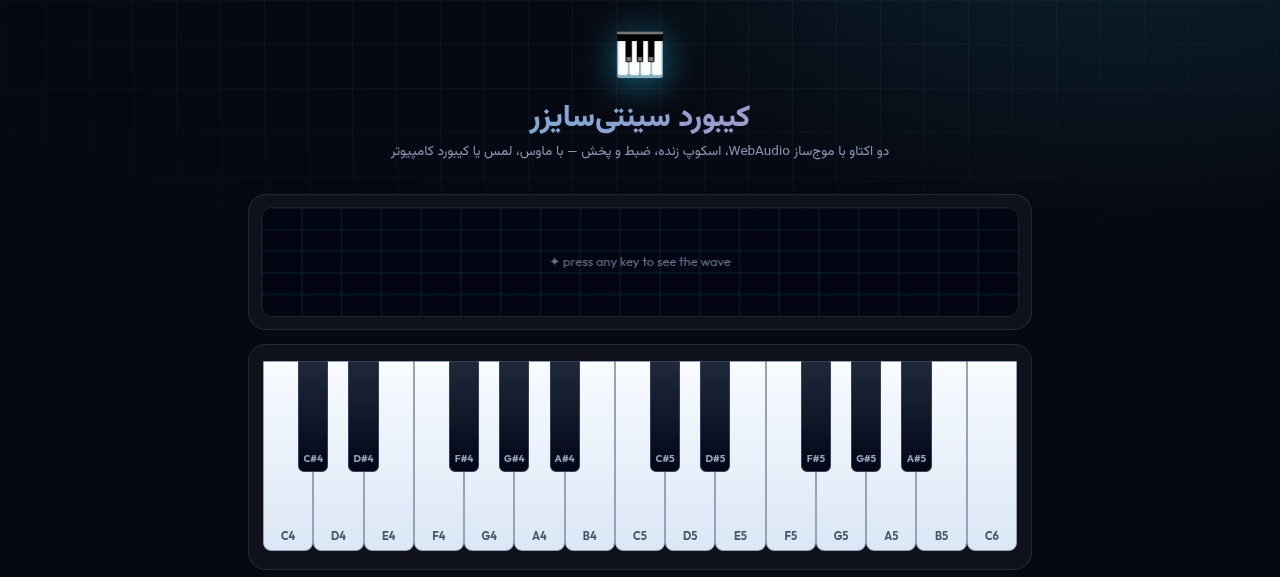 کیبورد سینتی‌سایزر
دو اکتاو با موج‌ساز WebAudio، اسکوپ زنده، ضبط و پخش — با ماوس، لمس یا کیبورد کامپیوتر
✦ press any key to see the wave
C#4 D#4 F#4 G#4 A#4 C#5 D#5 F#5 G#5 A#5
C4 D4 E4 F4 G4 A4 B4 C5 D5 E5 F5 G5 A5 B5 C6